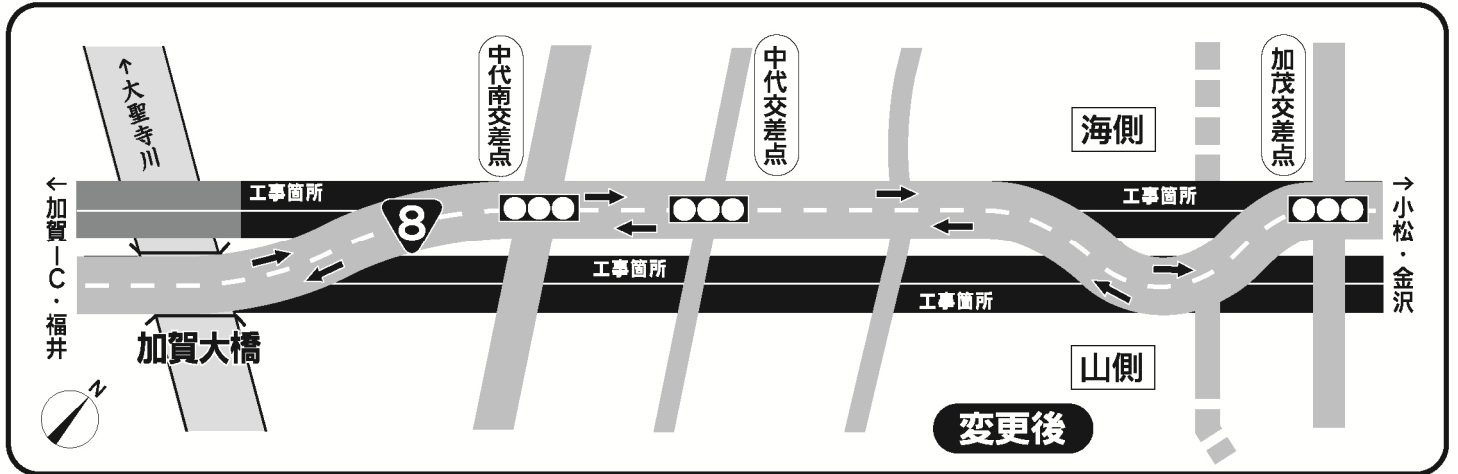 ↑大聖寺川
中代南交差点
中代交差点
加茂交差点
海側
工事箇所
工事箇所
←加賀IC・福井
8
→小松・金沢
工事箇所
工事箇所
加賀大橋
山側
N
変更後